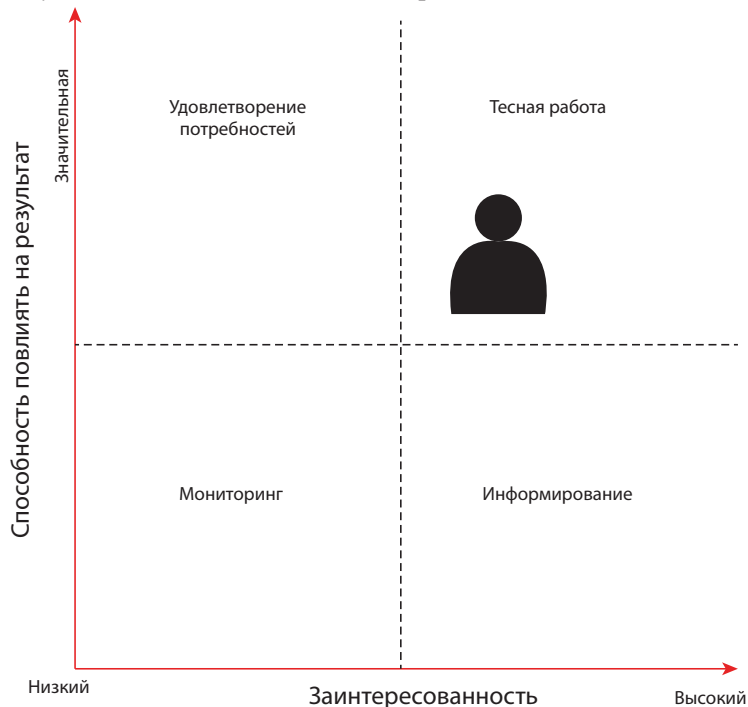 Значительная
Удовлетворение
потребностей
Тесная работа
Способность повлиять на результат
Мониторинг
Информирование
Низкий
Заинтересованность
Высокий